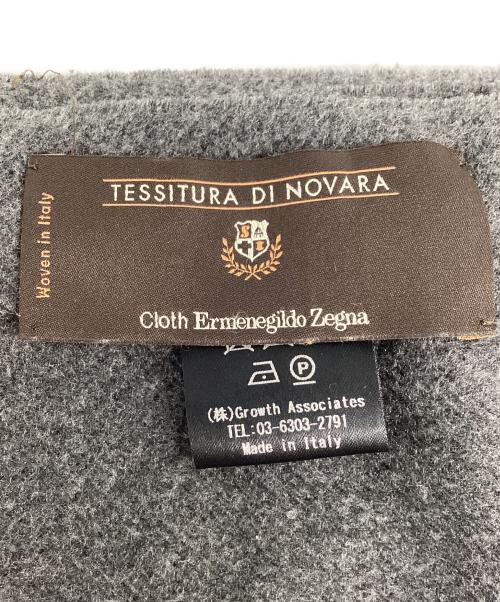 TESSITURA DI NOVARA
Woven in Italy
Cloth Ermenegildo Zegna
P
(株)Growth Associates
TEL:03-6303-2791
Made in Italy